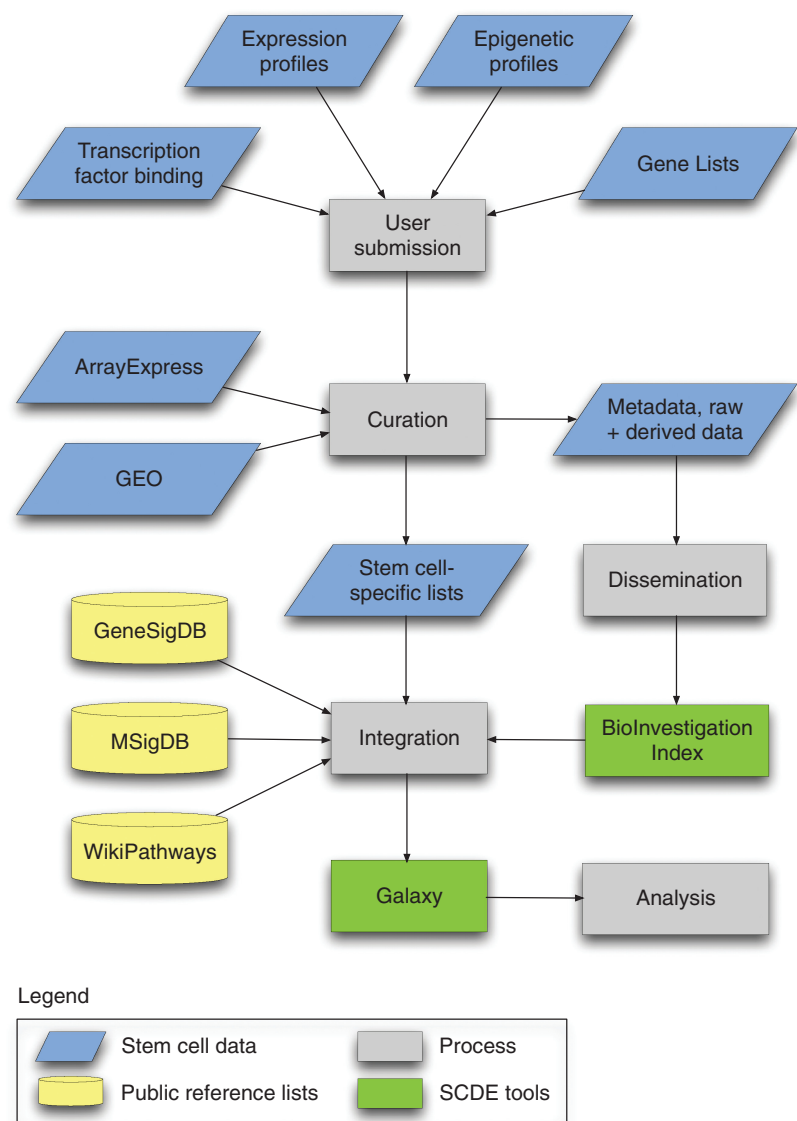 Expression
profiles
Epigenetic
profiles
Transcription
factor binding
Gene Lists
User
submission
ArrayExpress
Curation
Metadata, raw
+ derived data
GEO
Stem cell-
specific lists
Dissemination
GeneSigDB
MSigDB
Integration
BioInvestigation
Index
WikiPathways
Galaxy
Analysis
Legend
Stem cell data
Process
Public reference lists
SCDE tools